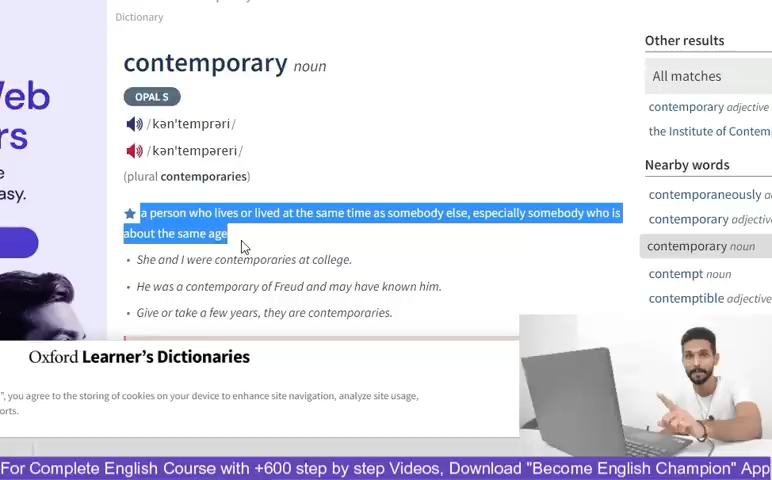 Dictionary
contemporary noun
OPAL S
/kənˈtemprəri/
/kənˈtempəreri/
(plural contemporaries)
a person who lives or lived at the same time as somebody else, especially somebody who is
about the same age
• She and I were contemporaries at college.
• He was a contemporary of Freud and may have known him.
• Give or take a few years, they are contemporaries.
Other results
All matches
contemporary adjective
the Institute of Contem
Nearby words
contemporaneously a
contemporary adjectiv
contemporary noun
contempt noun
contemptible adjective
Web
rs
e
asy.
Oxford Learner's Dictionaries
", you agree to the storing of cookies on your device to enhance site navigation, analyze site usage,
orts.
For Complete English Course with +600 step by step Videos, Download "Become English Champion" App